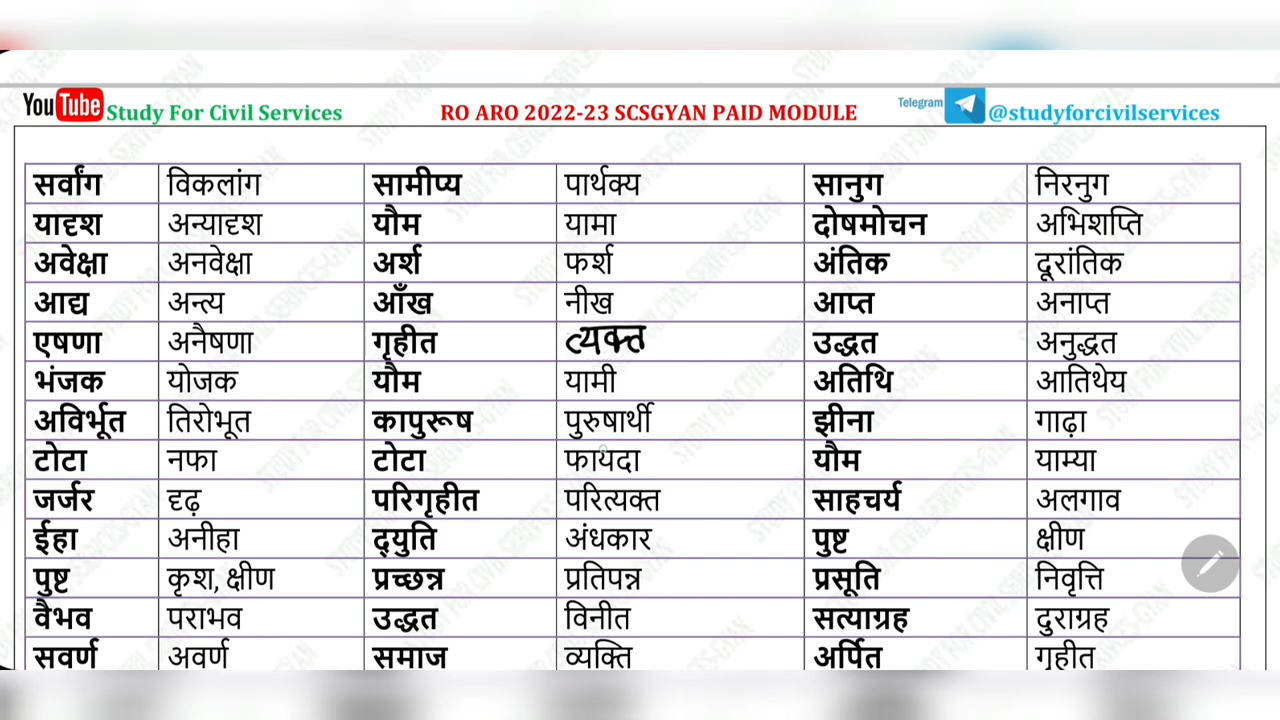 YouTube Study For Civil Services RO ARO 2022-23 SCSGYAN PAID MODULE Telegram @studyforcivilservices
सर्वांग विकलांग सामीप्य पार्थक्य सानुग निरनुग
यादृश अन्यादृश यौम यामा दोषमोचन अभिशप्ति
अवेक्षा अनवेक्षा अर्श फर्श अंतिक दूरांतिक
आद्य अन्त्य आँख नीख आप्त अनाप्त
एषणा अनैषणा गृहीत त्यक्त उद्धत अनुद्धत
भंजक योजक यौम यामी अतिथि आतिथेय
अविर्भूत तिरोभूत कापुरूष पुरुषार्थी झीना गाढ़ा
टोटा नफा टोटा फायदा यौम याम्या
जर्जर दृढ़ परिगृहीत परित्यक्त साहचर्य अलगाव
ईहा अनीहा द्युति अंधकार पुष्ट क्षीण
पुष्ट कृश, क्षीण प्रच्छन्न प्रतिपन्न प्रसूति निवृत्ति
वैभव पराभव उद्धत विनीत सत्याग्रह दुराग्रह
सवर्ण अवर्ण समाज व्यक्ति अर्पित गृहीत